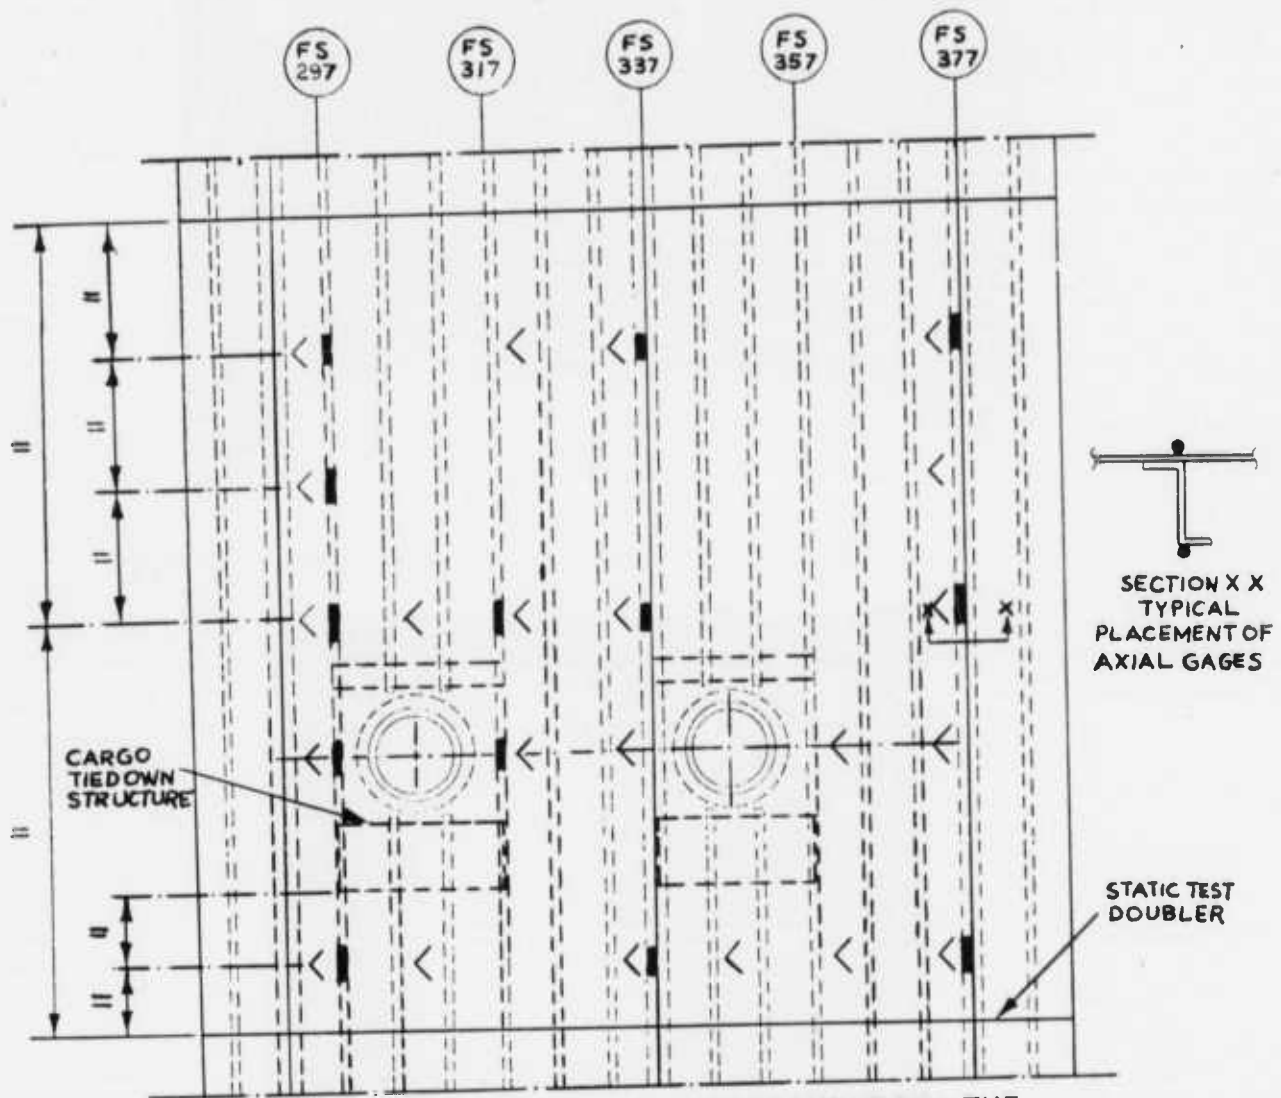 FS
297
FS
317
FS
337
FS
357
FS
377
SECTION X X
TYPICAL
PLACEMENT OF
AXIAL GAGES
X X
CARGO
TIEDOWN
STRUCTURE
STATIC TEST
DOUBLER